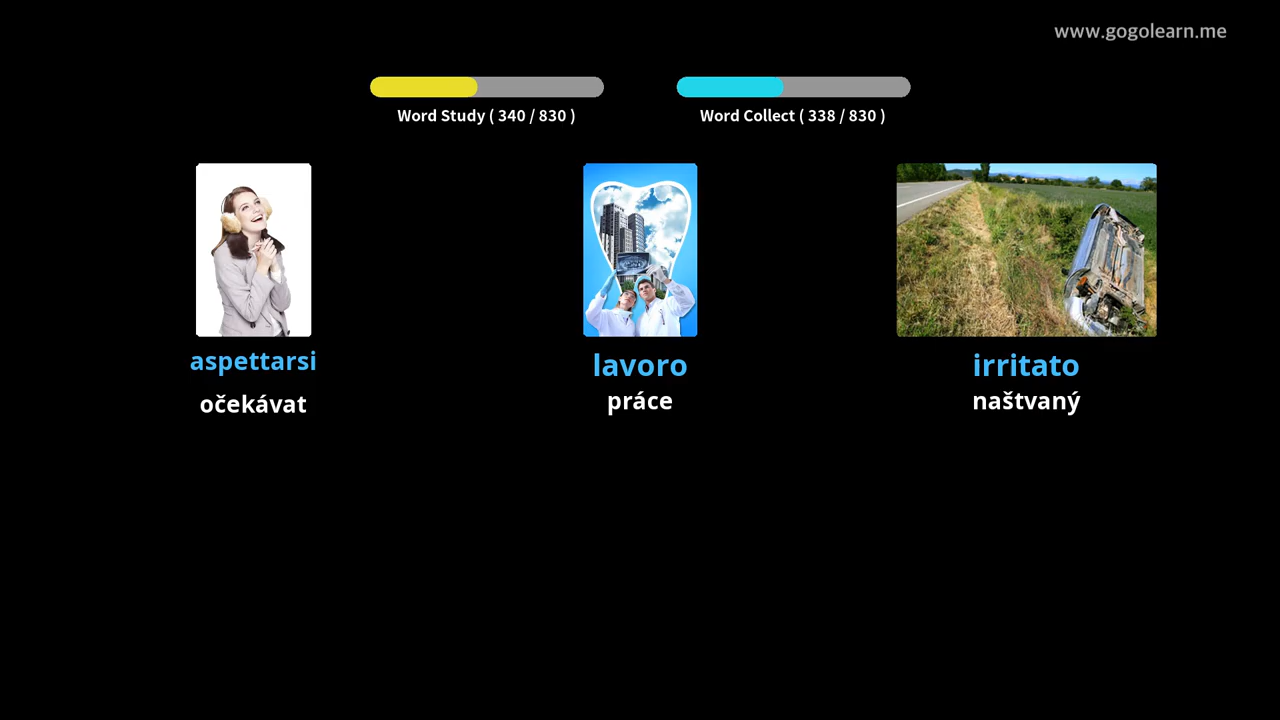 www.gogolearn.me
Word Study ( 340 / 830 )
Word Collect ( 338 / 830 )
aspettarsi
očekávat
lavoro
práce
irritato
naštvaný